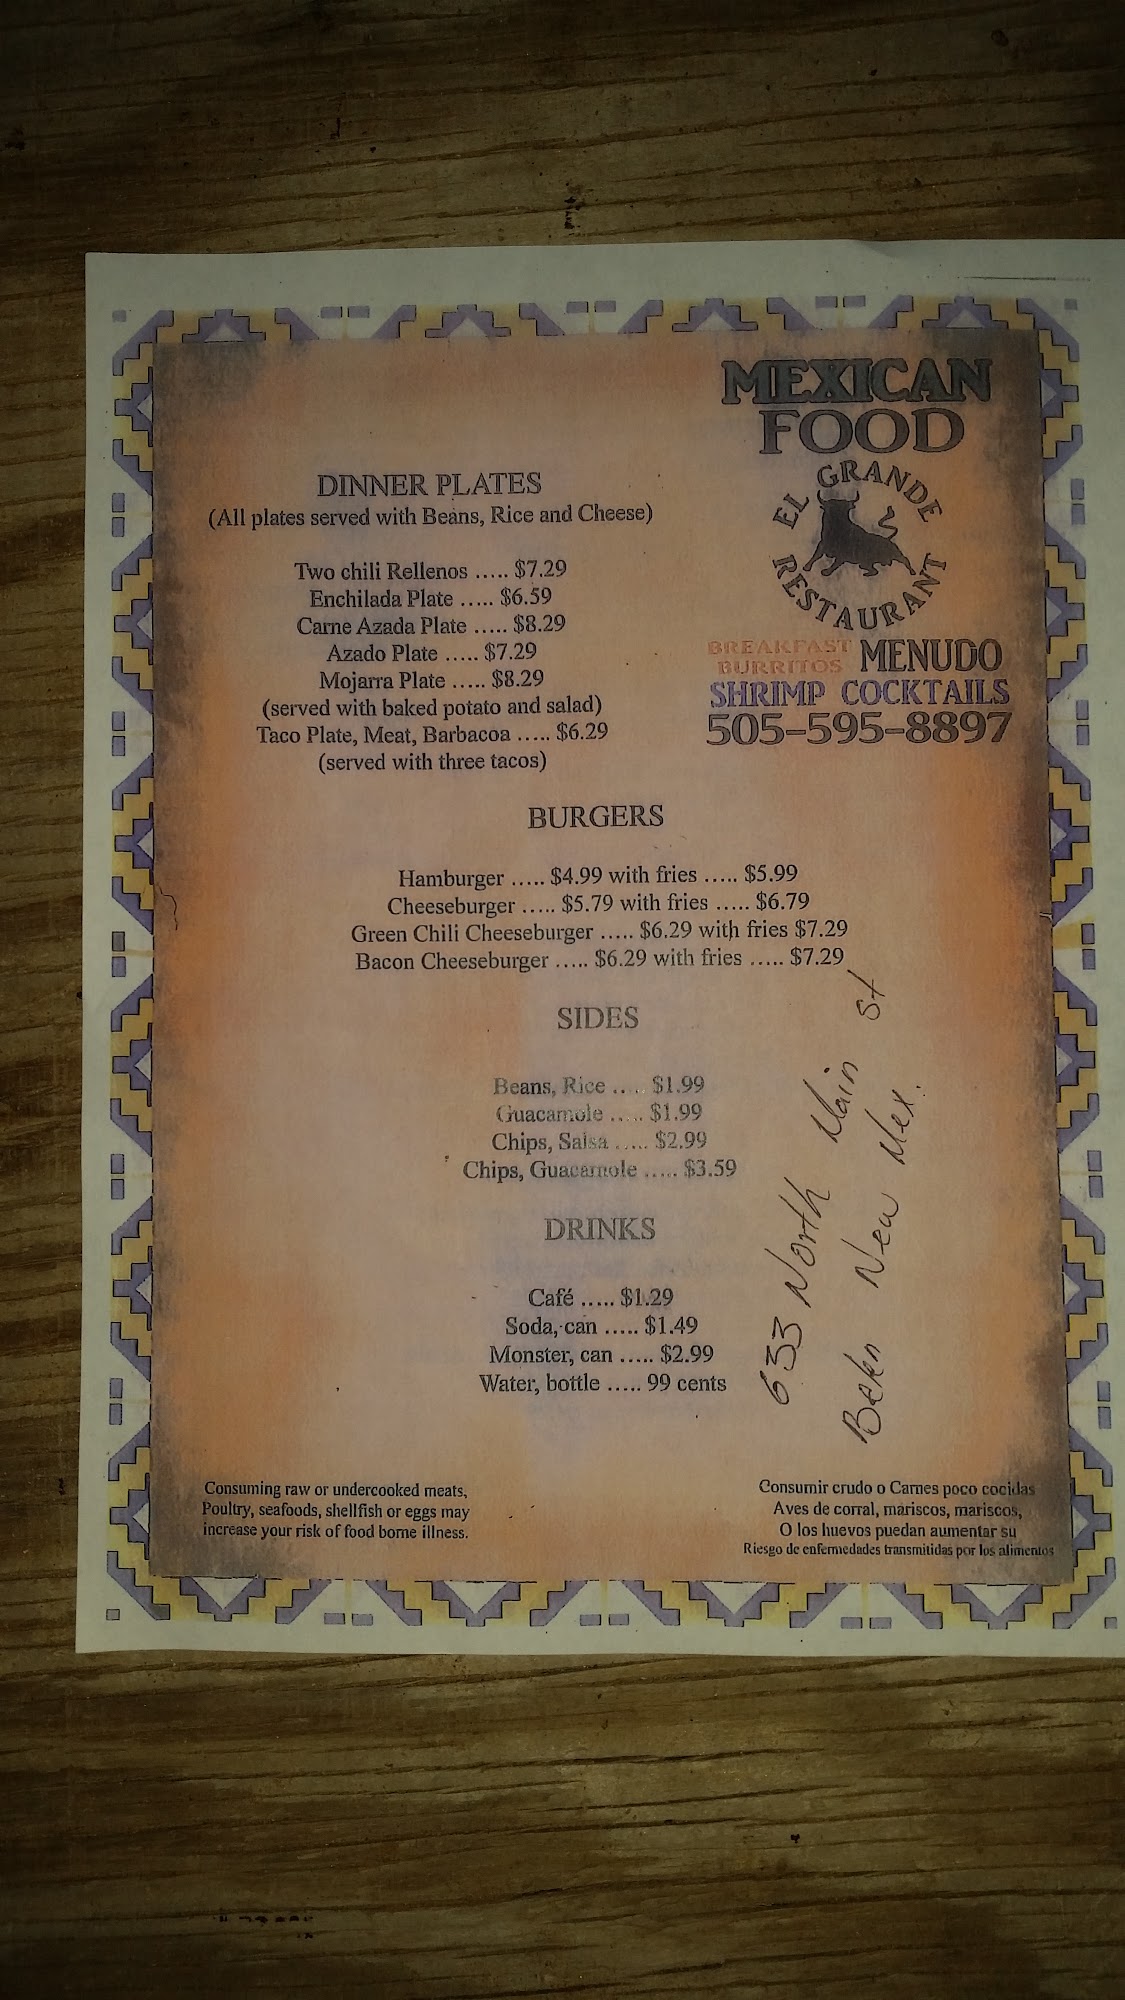 MEXICAN
FOOD
EL GRANDE
RESTAURANT
BREAKFAST
BURRITOS
MENUDO
SHRIMP COCKTAILS
505-595-8897
DINNER PLATES
(All plates served with Beans, Rice and Cheese)
Two chili Rellenos ..... $7.29
Enchilada Plate ..... $6.59
Carne Azada Plate ..... $8.29
Azado Plate ..... $7.29
Mojarra Plate ..... $8.29
(served with baked potato and salad)
Taco Plate, Meat, Barbacoa ..... $6.29
(served with three tacos)
BURGERS
Hamburger ..... $4.99 with fries ..... $5.99
Cheeseburger ..... $5.79 with fries ..... $6.79
Green Chili Cheeseburger ..... $6.29 with fries $7.29
Bacon Cheeseburger ..... $6.29 with fries ..... $7.29
SIDES
Beans, Rice ..... $1.99
Guacamole ..... $1.99
Chips, Salsa ..... $2.99
Chips, Guacamole ..... $3.59
DRINKS
Café ..... $1.29
Soda, can ..... $1.49
Monster, can ..... $2.99
Water, bottle ..... 99 cents
633 North Main St
New Mex.
Consuming raw or undercooked meats,
Poultry, seafoods, shellfish or eggs may
increase your risk of food borne illness.
Consumir crudo o Carnes poco cocidas
Aves de corral, mariscos, mariscos,
O los huevos puedan aumentar su
Riesgo de enfermedades transmitidas por los alimentos